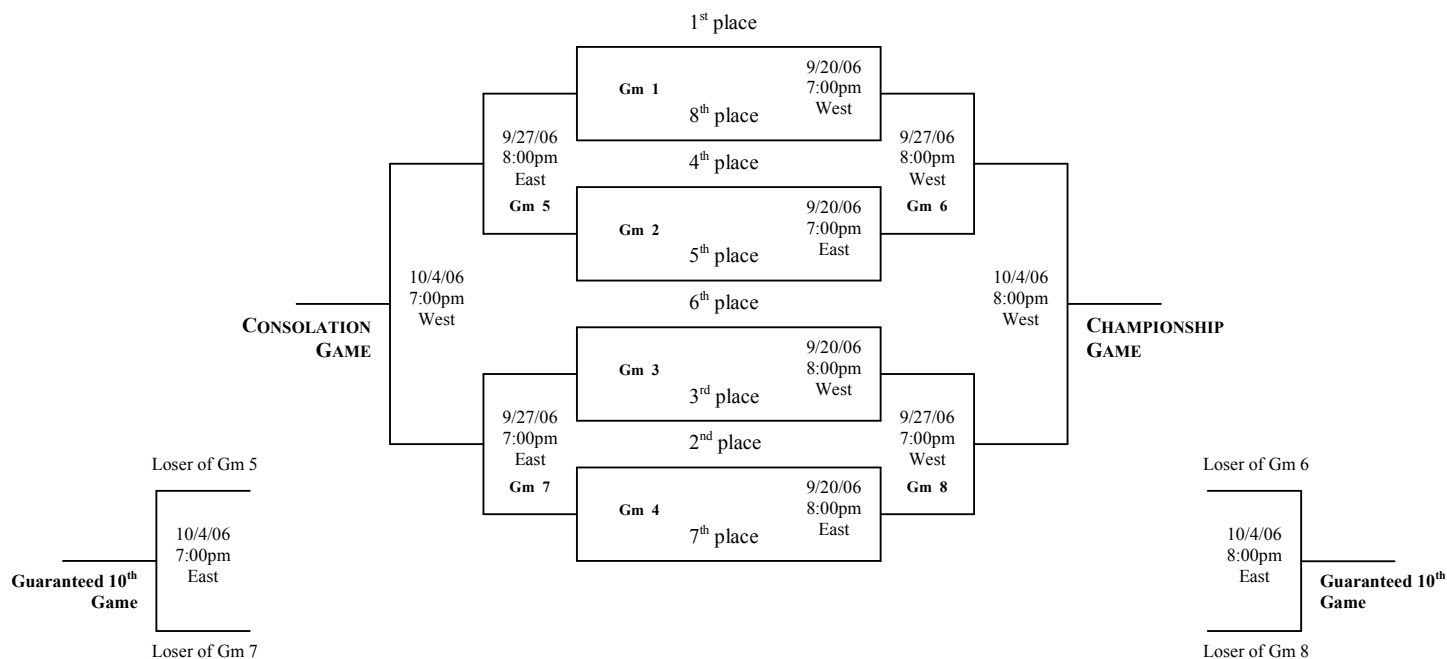 1st place
Gm 1
9/20/06
7:00pm
West
8th place
9/27/06
8:00pm
East
Gm 5
4th place
9/27/06
8:00pm
West
Gm 6
Gm 2
9/20/06
7:00pm
East
5th place
10/4/06
7:00pm
West
6th place
10/4/06
8:00pm
West
CONSOLATION
GAME
CHAMPIONSHIP
GAME
Gm 3
9/20/06
8:00pm
West
3rd place
9/27/06
7:00pm
East
Gm 7
2nd place
9/27/06
7:00pm
West
Gm 8
Gm 4
9/20/06
8:00pm
East
7th place
Loser of Gm 5
10/4/06
7:00pm
East
Guaranteed 10th
Game
Loser of Gm 7
Loser of Gm 6
10/4/06
8:00pm
East
Guaranteed 10th
Game
Loser of Gm 8